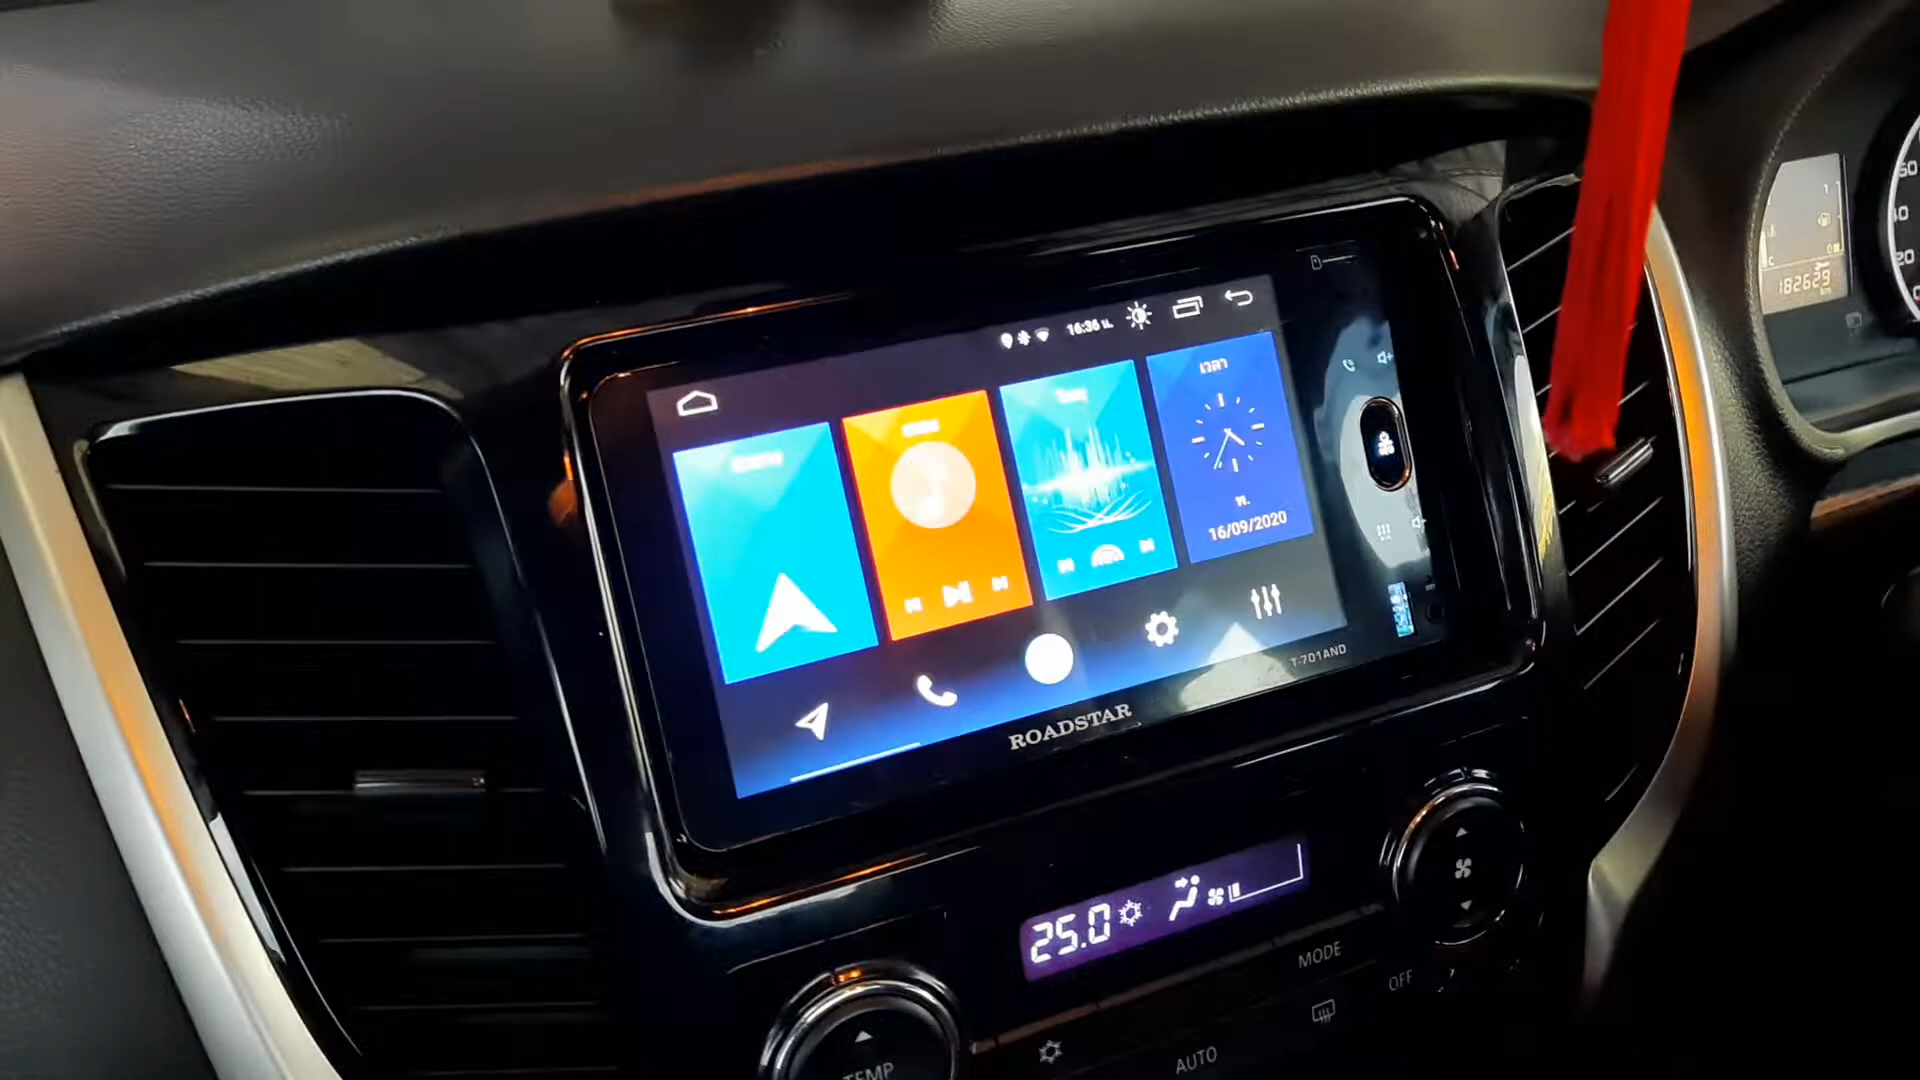 16:36 น.
เวลา
พ.
16/09/2020
T-701AND
ROADSTAR
182629
25.0
MODE
OFF
AUTO
TEMP